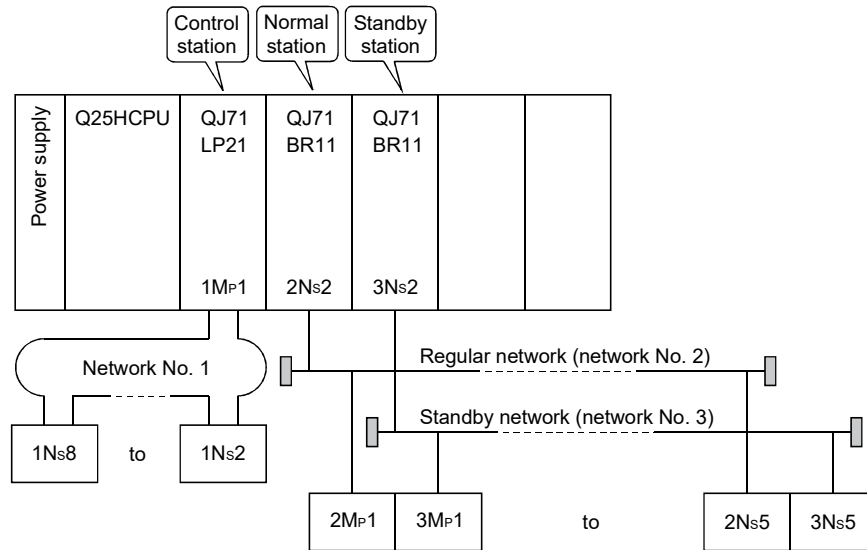 Control
station
Normal
station
Standby
station
Power supply
Q25HCPU
QJ71
LP21
QJ71
BR11
QJ71
BR11
1MP1
2NS2
3NS2
Network No. 1
Regular network (network No. 2)
Standby network (network No. 3)
1NS8
to
1NS2
2MP1
3MP1
to
2NS5
3NS5